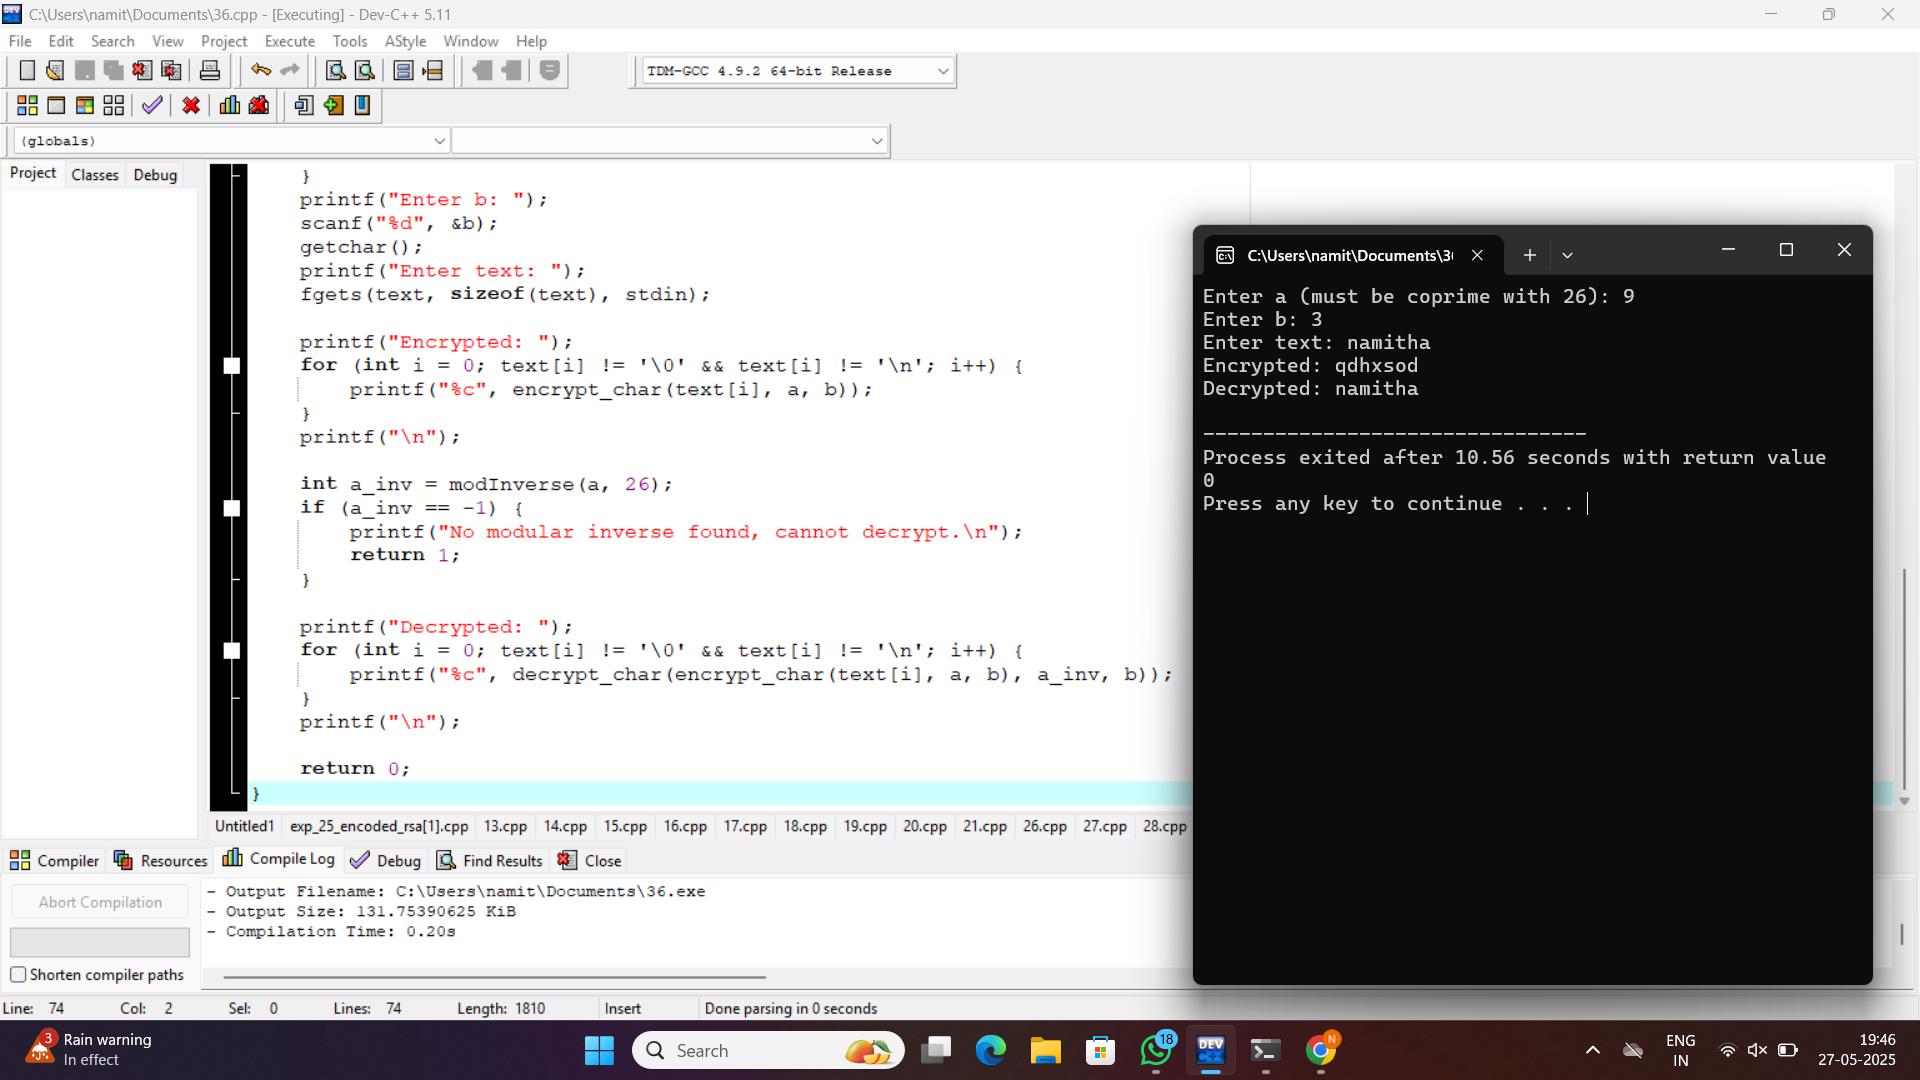 C:\Users\namit\Documents\36.cpp - [Executing] - Dev-C++ 5.11
File Edit Search View Project Execute Tools AStyle Window Help
TDM-GCC 4.9.2 64-bit Release
(globals)
Project Classes Debug
}
printf("Enter b: ");
scanf("%d", &b);
getchar();
printf("Enter text: ");
fgets(text, sizeof(text), stdin);
printf("Encrypted: ");
for (int i = 0; text[i] != '\0' && text[i] != '\n'; i++) {
printf("%c", encrypt_char(text[i], a, b));
}
printf("\n");
int a_inv = modInverse(a, 26);
if (a_inv == -1) {
printf("No modular inverse found, cannot decrypt.\n");
return 1;
}
printf("Decrypted: ");
for (int i = 0; text[i] != '\0' && text[i] != '\n'; i++) {
printf("%c", decrypt_char(encrypt_char(text[i], a, b), a_inv, b));
}
printf("\n");
return 0;
}
C:\Users\namit\Documents\3
Enter a (must be coprime with 26): 9
Enter b: 3
Enter text: namitha
Encrypted: qdhxsod
Decrypted: namitha
--------------------------------
Process exited after 10.56 seconds with return value
0
Press any key to continue . . .
Untitled1 exp_25_encoded_rsa[1].cpp 13.cpp 14.cpp 15.cpp 16.cpp 17.cpp 18.cpp 19.cpp 20.cpp 21.cpp 26.cpp 27.cpp 28.cpp
Compiler Resources Compile Log Debug Find Results Close
Abort Compilation
Shorten compiler paths
- Output Filename: C:\Users\namit\Documents\36.exe
- Output Size: 131.75390625 KiB
- Compilation Time: 0.20s
Line: 74 Col: 2 Sel: 0 Lines: 74 Length: 1810 Insert Done parsing in 0 seconds
3
Rain warning
In effect
Search
18
DEV
N
ENG
IN
19:46
27-05-2025